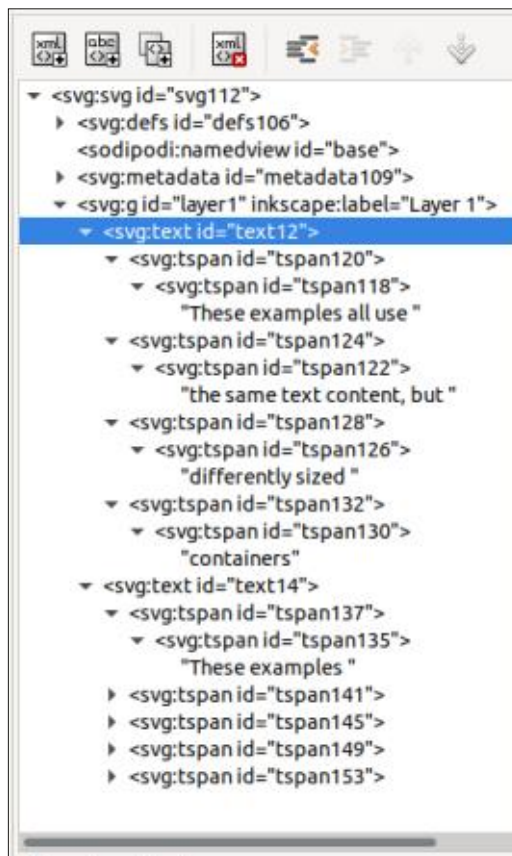 xml
abc
xml
<svg:svg id="svg112">
<svg:defs id="defs106">
<sodipodi:namedview id="base">
<svg:metadata id="metadata109">
<svg:g id="layer1" inkscape:label="Layer 1">
<svg:text id="text12">
<svg:tspan id="tspan120">
<svg:tspan id="tspan118">
"These examples all use "
<svg:tspan id="tspan124">
<svg:tspan id="tspan122">
"the same text content, but "
<svg:tspan id="tspan128">
<svg:tspan id="tspan126">
"differently sized "
<svg:tspan id="tspan132">
<svg:tspan id="tspan130">
"containers"
<svg:text id="text14">
<svg:tspan id="tspan137">
<svg:tspan id="tspan135">
"These examples "
<svg:tspan id="tspan141">
<svg:tspan id="tspan145">
<svg:tspan id="tspan149">
<svg:tspan id="tspan153">